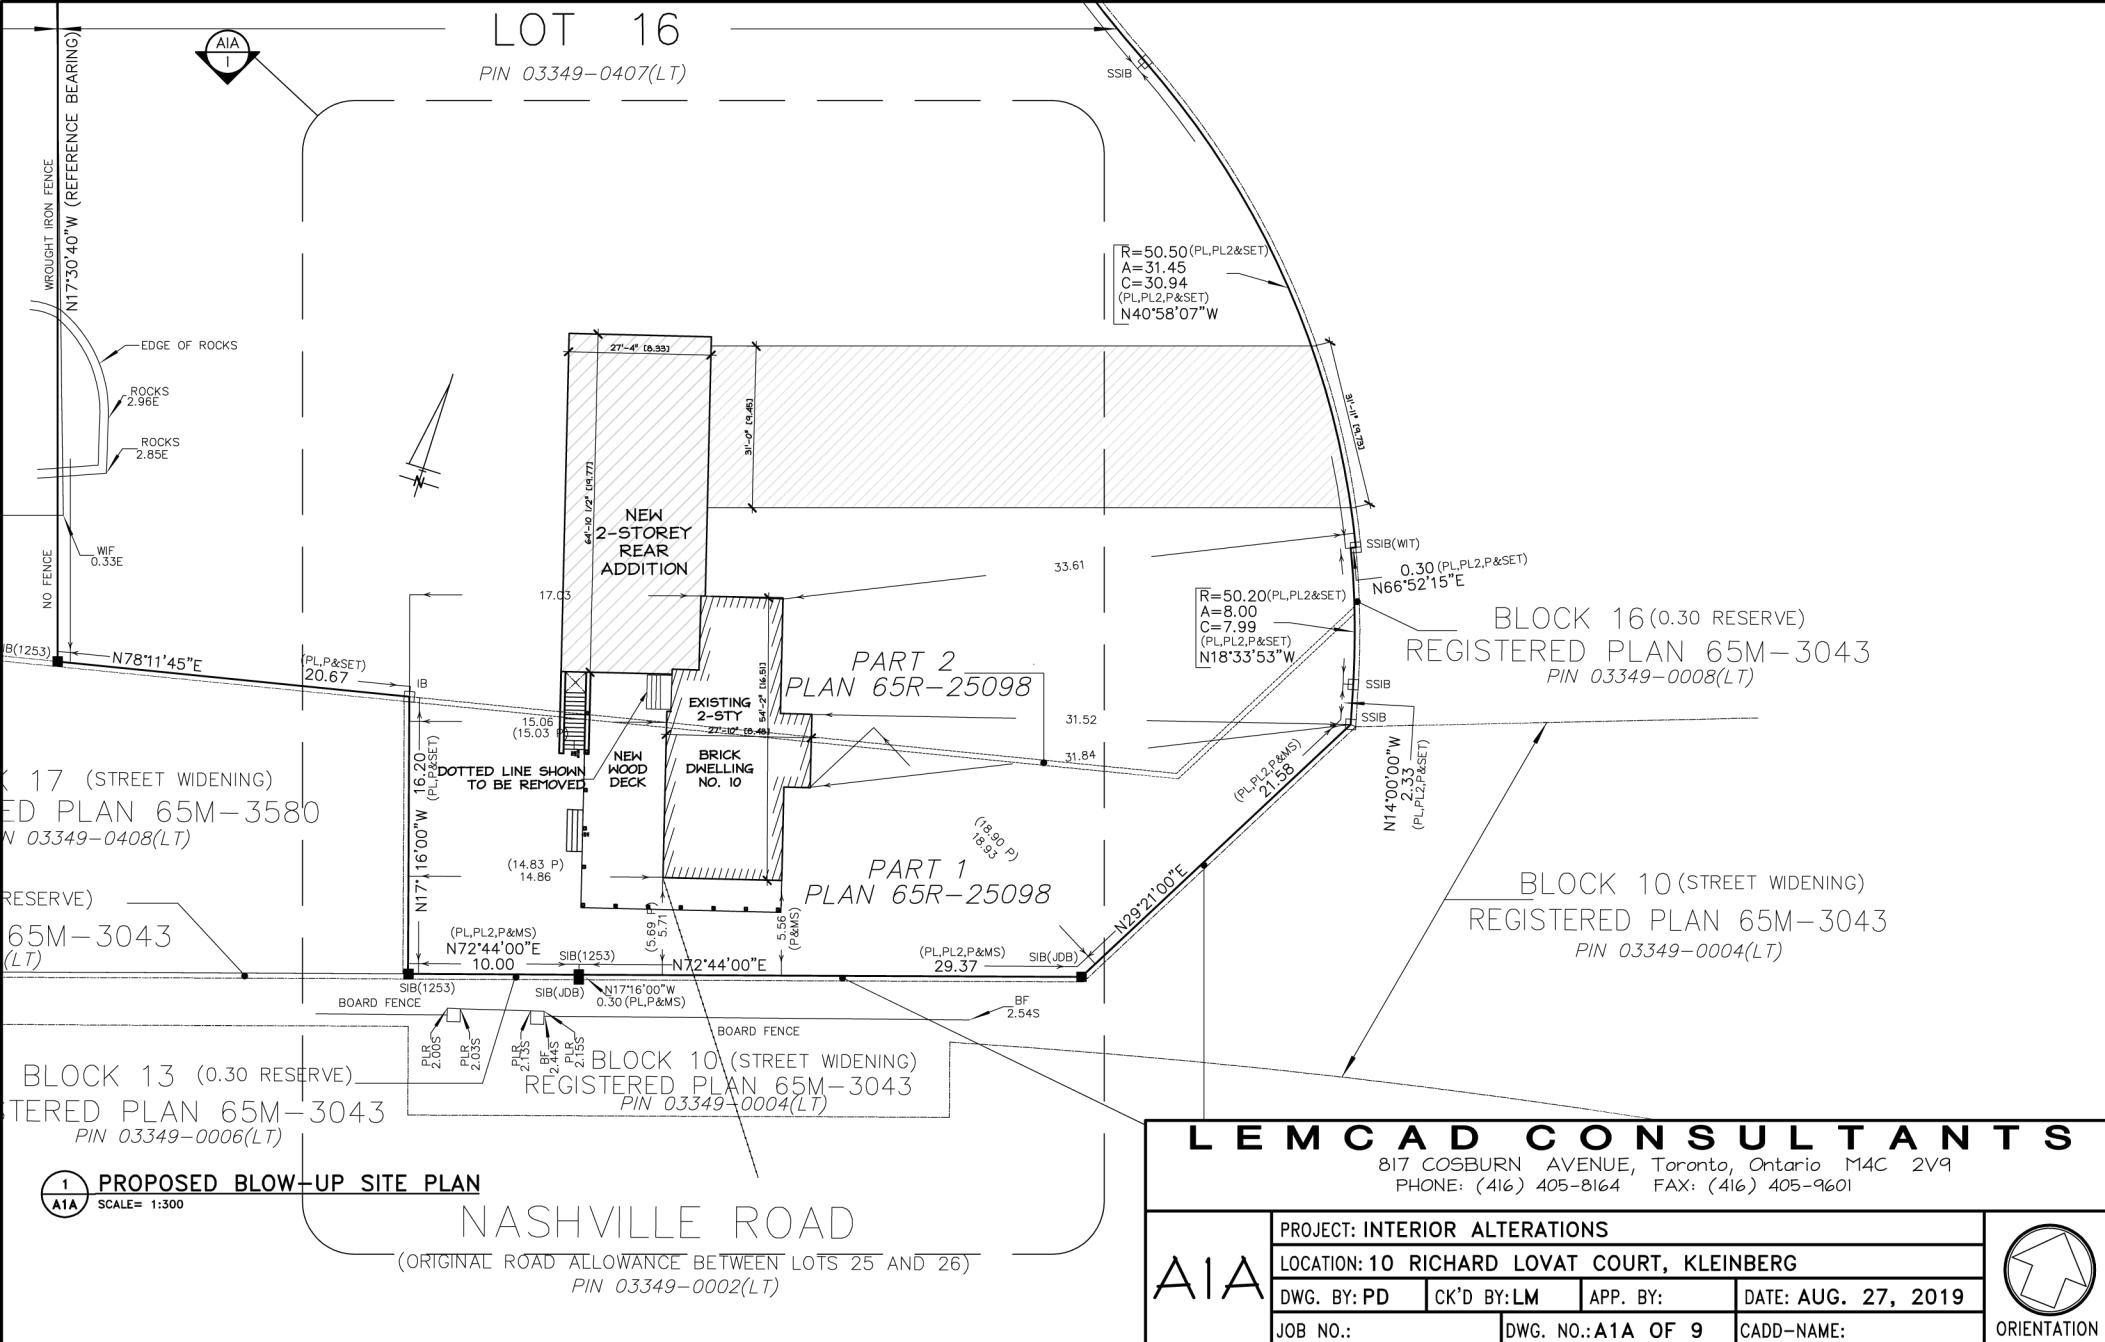 LOT 16
PIN 03349-0407(LT)
A1A
1
WROUGHT IRON FENCE
N17°30'40"W (REFERENCE BEARING)
SSIB
R=50.50(PL,PL2&SET)
A=31.45
C=30.94
(PL,PL2,P&SET)
N40°58'07"W
EDGE OF ROCKS
ROCKS
2.96E
ROCKS
2.85E
N
27'-4" [8.33]
31'-0" [9.45]
31'-11" [9.73]
64'-10 1/2" [19.77]
NEW
2-STOREY
REAR
ADDITION
WIF
0.33E
NO FENCE
17.03
33.61
SSIB(WIT)
0.30 (PL,PL2,P&SET)
N66°52'15"E
R=50.20(PL,PL2&SET)
A=8.00
C=7.99
(PL,PL2,P&SET)
N18°33'53"W
BLOCK 16(0.30 RESERVE)
REGISTERED PLAN 65M-3043
PIN 03349-0008(LT)
IB(1253)
N78°11'45"E
(PL,P&SET)
20.67
IB
PART 2
PLAN 65R-25098
SSIB
SSIB
EXISTING
2-STY
54'-2" [16.51]
27'-10" [8.48]
BRICK
DWELLING
NO. 10
15.06
(15.03 P)
31.52
31.84
NEW
WOOD
DECK
DOTTED LINE SHOWN
TO BE REMOVED
N17°16'00"W 16.20
(PL,P&SET)
(PL,PL2,P&MS)
21.58
N14°00'00"W
2.33
(PL,PL2,P&SET)
K 17 (STREET WIDENING)
ED PLAN 65M-3580
N 03349-0408(LT)
(14.83 P)
14.86
(18.90 P)
18.93
PART 1
PLAN 65R-25098
N29°21'00"E
BLOCK 10(STREET WIDENING)
REGISTERED PLAN 65M-3043
PIN 03349-0004(LT)
RESERVE)
65M-3043
(LT)
(PL,PL2,P&MS)
N72°44'00"E
10.00
SIB(1253)
(5.69 P)
5.71
5.56
(P&MS)
N72°44'00"E
(PL,PL2,P&MS)
29.37
SIB(JDB)
SIB(1253)
SIB(JDB)
N17°16'00"W
0.30(PL,P&MS)
BOARD FENCE
BOARD FENCE
BF
2.54S
PLR
2.00S
PLR
2.03S
PLR
2.13S
BF
2.44S
PLR
2.15S
BLOCK 10 (STREET WIDENING)
REGISTERED PLAN 65M-3043
PIN 03349-0004(LT)
BLOCK 13 (0.30 RESERVE)
STERED PLAN 65M-3043
PIN 03349-0006(LT)
1
A1A
PROPOSED BLOW-UP SITE PLAN
SCALE= 1:300
NASHVILLE ROAD
(ORIGINAL ROAD ALLOWANCE BETWEEN LOTS 25 AND 26)
PIN 03349-0002(LT)
LEMCAD CONSULTANTS
817 COSBURN AVENUE, Toronto, Ontario M4C 2V9
PHONE: (416) 405-8164 FAX: (416) 405-9601
A1A
PROJECT: INTERIOR ALTERATIONS
LOCATION: 10 RICHARD LOVAT COURT, KLEINBERG
DWG. BY: PD CK'D BY:LM APP. BY: DATE: AUG. 27, 2019
JOB NO.: DWG. NO.:A1A OF 9 CADD-NAME:
ORIENTATION